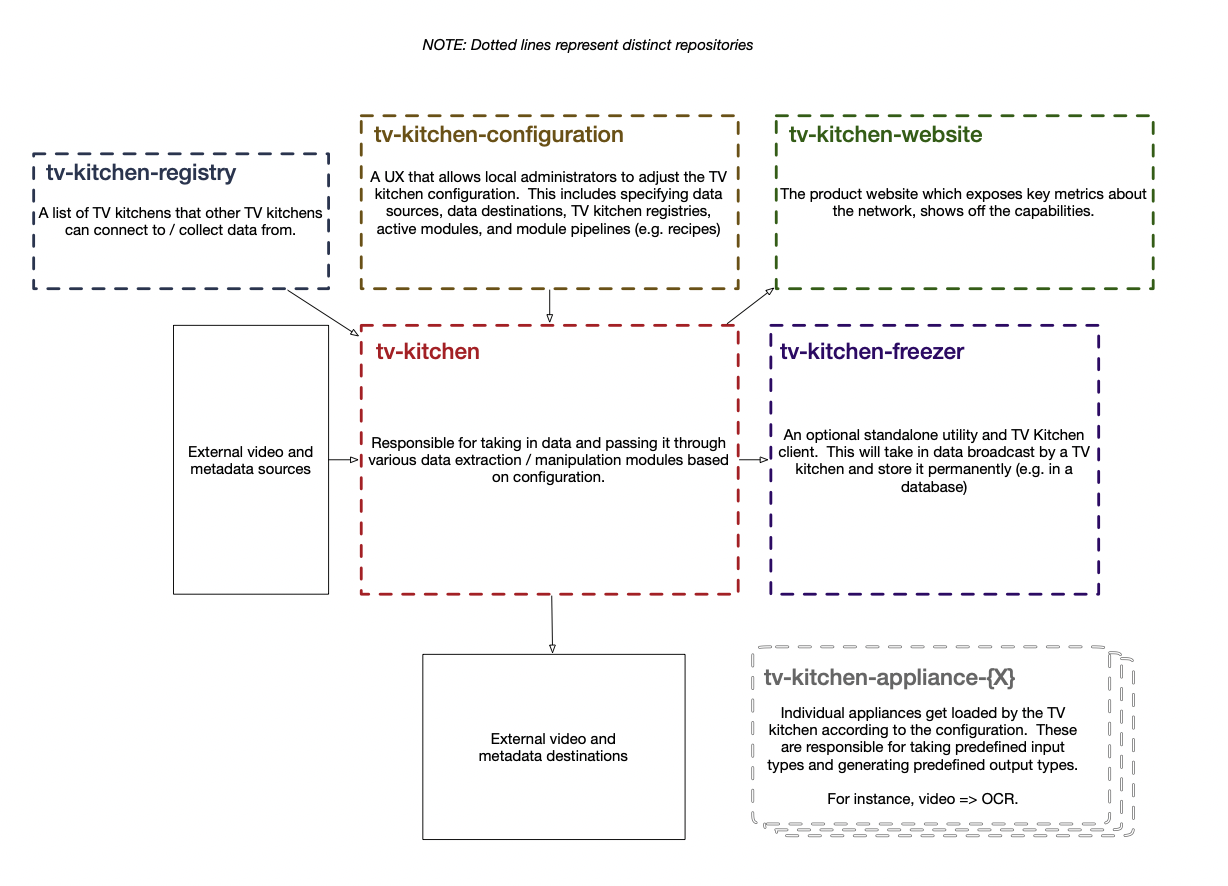 NOTE: Dotted lines represent distinct repositories
tv-kitchen-registry
A list of TV kitchens that other TV kitchens
can connect to / collect data from.
tv-kitchen-configuration
A UX that allows local administrators to adjust the TV
kitchen configuration.  This includes specifying data
sources, data destinations, TV kitchen registries,
active modules, and module pipelines (e.g. recipes)
tv-kitchen-website
The product website which exposes key metrics about
the network, shows off the capabilities.
External video and
metadata sources
tv-kitchen
Responsible for taking in data and passing it through
various data extraction / manipulation modules based
on configuration.
tv-kitchen-freezer
An optional standalone utility and TV Kitchen
client.  This will take in data broadcast by a TV
kitchen and store it permanently (e.g. in a
database)
External video and
metadata destinations
tv-kitchen-appliance-{X}
Individual appliances get loaded by the TV
kitchen according to the configuration.  These
are responsible for taking predefined input
types and generating predefined output types.
For instance, video => OCR.